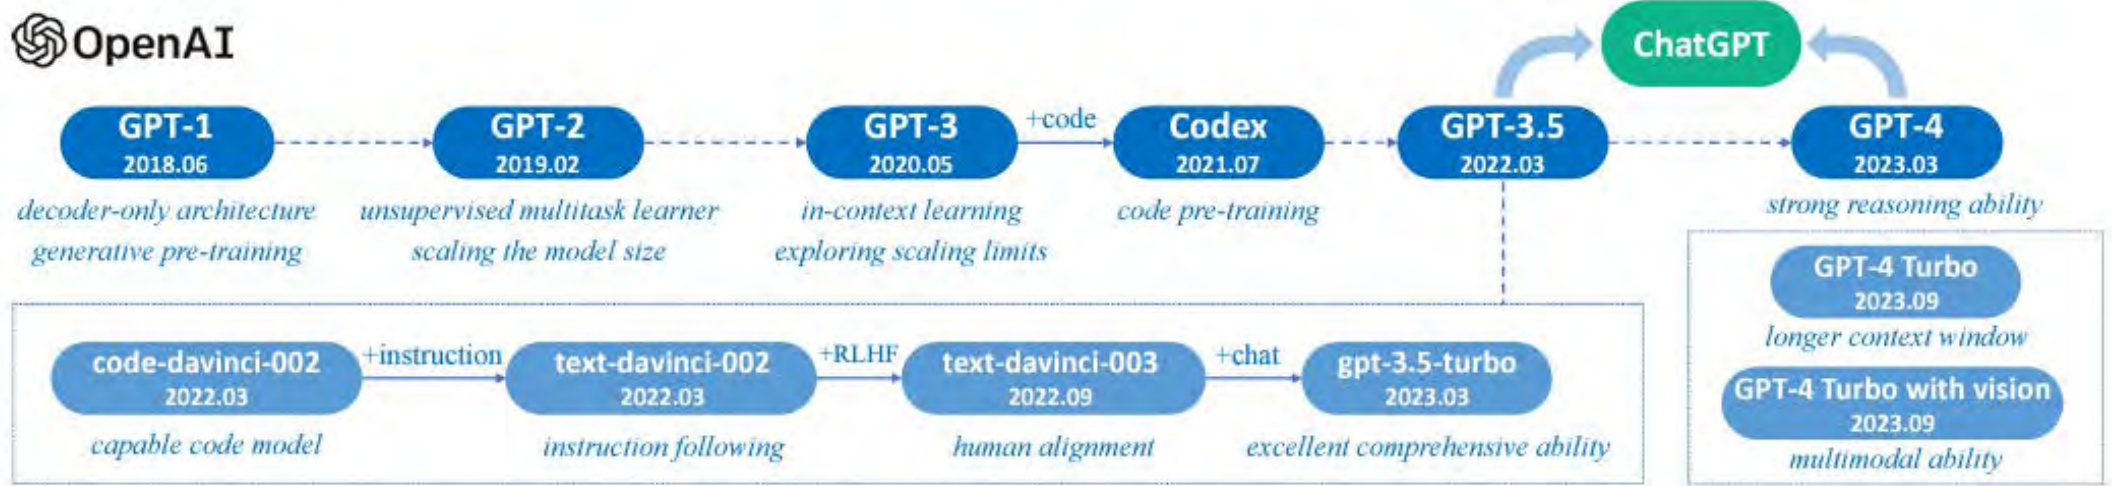 OpenAI
ChatGPT
GPT-1
2018.06
GPT-2
2019.02
GPT-3
2020.05
+code
Codex
2021.07
GPT-3.5
2022.03
GPT-4
2023.03
decoder-only architecture
generative pre-training
unsupervised multitask learner
scaling the model size
in-context learning
exploring scaling limits
code pre-training
strong reasoning ability
code-davinci-002
2022.03
+instruction
text-davinci-002
2022.03
+RLHF
text-davinci-003
2022.09
+chat
gpt-3.5-turbo
2023.03
capable code model
instruction following
human alignment
excellent comprehensive ability
GPT-4 Turbo
2023.09
longer context window
GPT-4 Turbo with vision
2023.09
multimodal ability